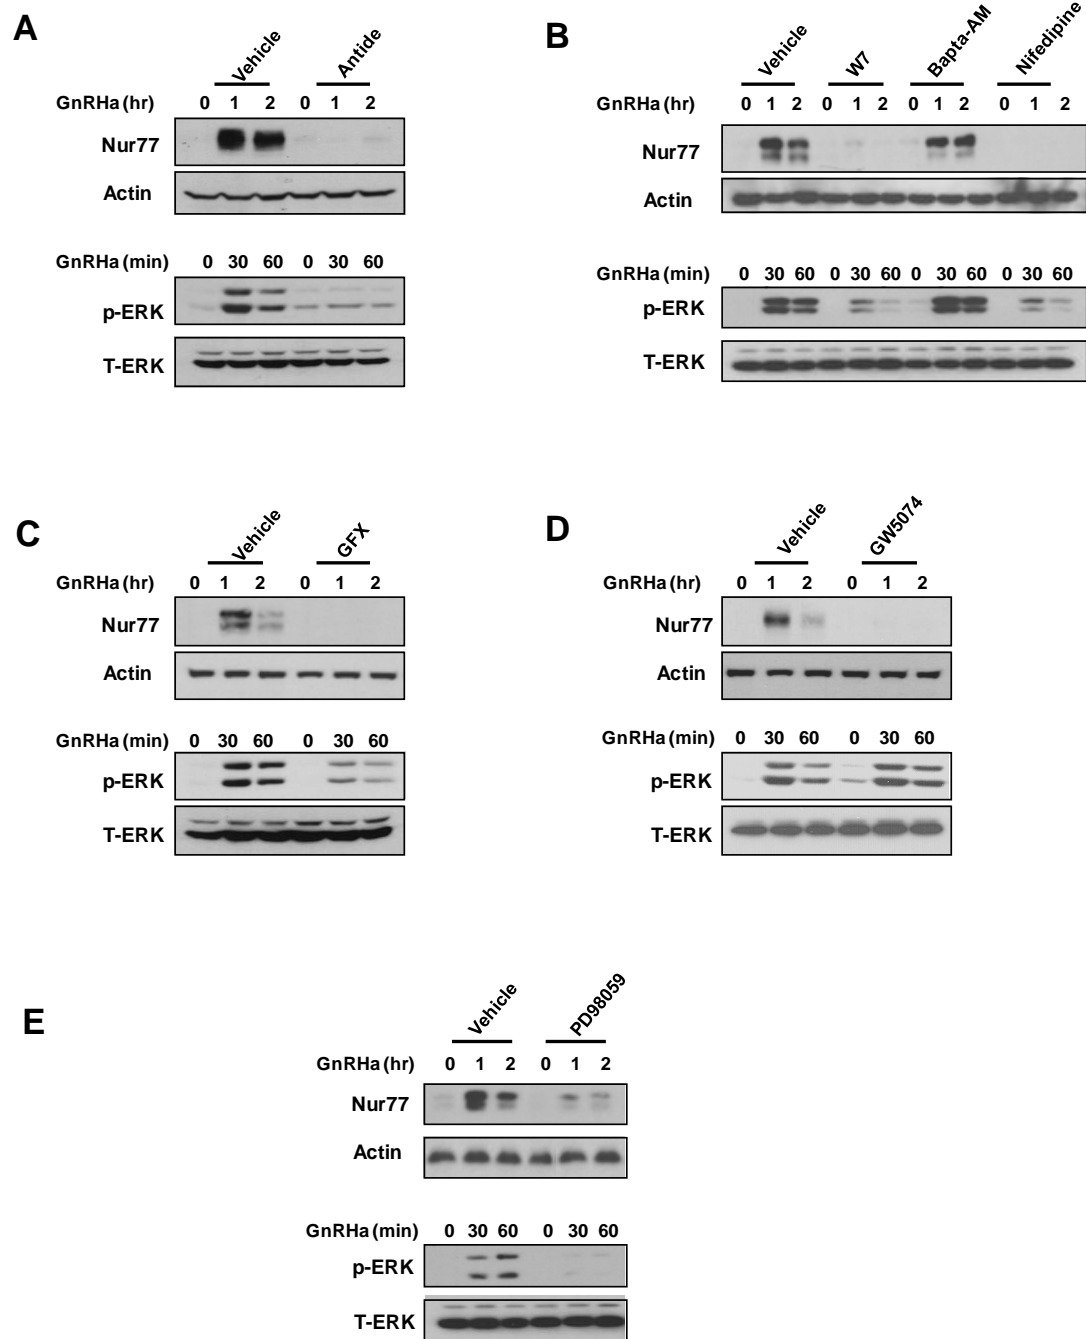 A
Vehicle Antide
GnRHa (hr) 0 1 2 0 1 2
Nur77
Actin
GnRHa (min) 0 30 60 0 30 60
p-ERK
T-ERK
B
Vehicle W7 Bapta-AM Nifedipine
GnRHa (hr) 0 1 2 0 1 2 0 1 2 0 1 2
Nur77
Actin
GnRHa (min) 0 30 60 0 30 60 0 30 60 0 30 60
p-ERK
T-ERK
C
Vehicle GFX
GnRHa (hr) 0 1 2 0 1 2
Nur77
Actin
GnRHa (min) 0 30 60 0 30 60
p-ERK
T-ERK
D
Vehicle GW5074
GnRHa (hr) 0 1 2 0 1 2
Nur77
Actin
GnRHa (min) 0 30 60 0 30 60
p-ERK
T-ERK
E
Vehicle PD98059
GnRHa (hr) 0 1 2 0 1 2
Nur77
Actin
GnRHa (min) 0 30 60 0 30 60
p-ERK
T-ERK